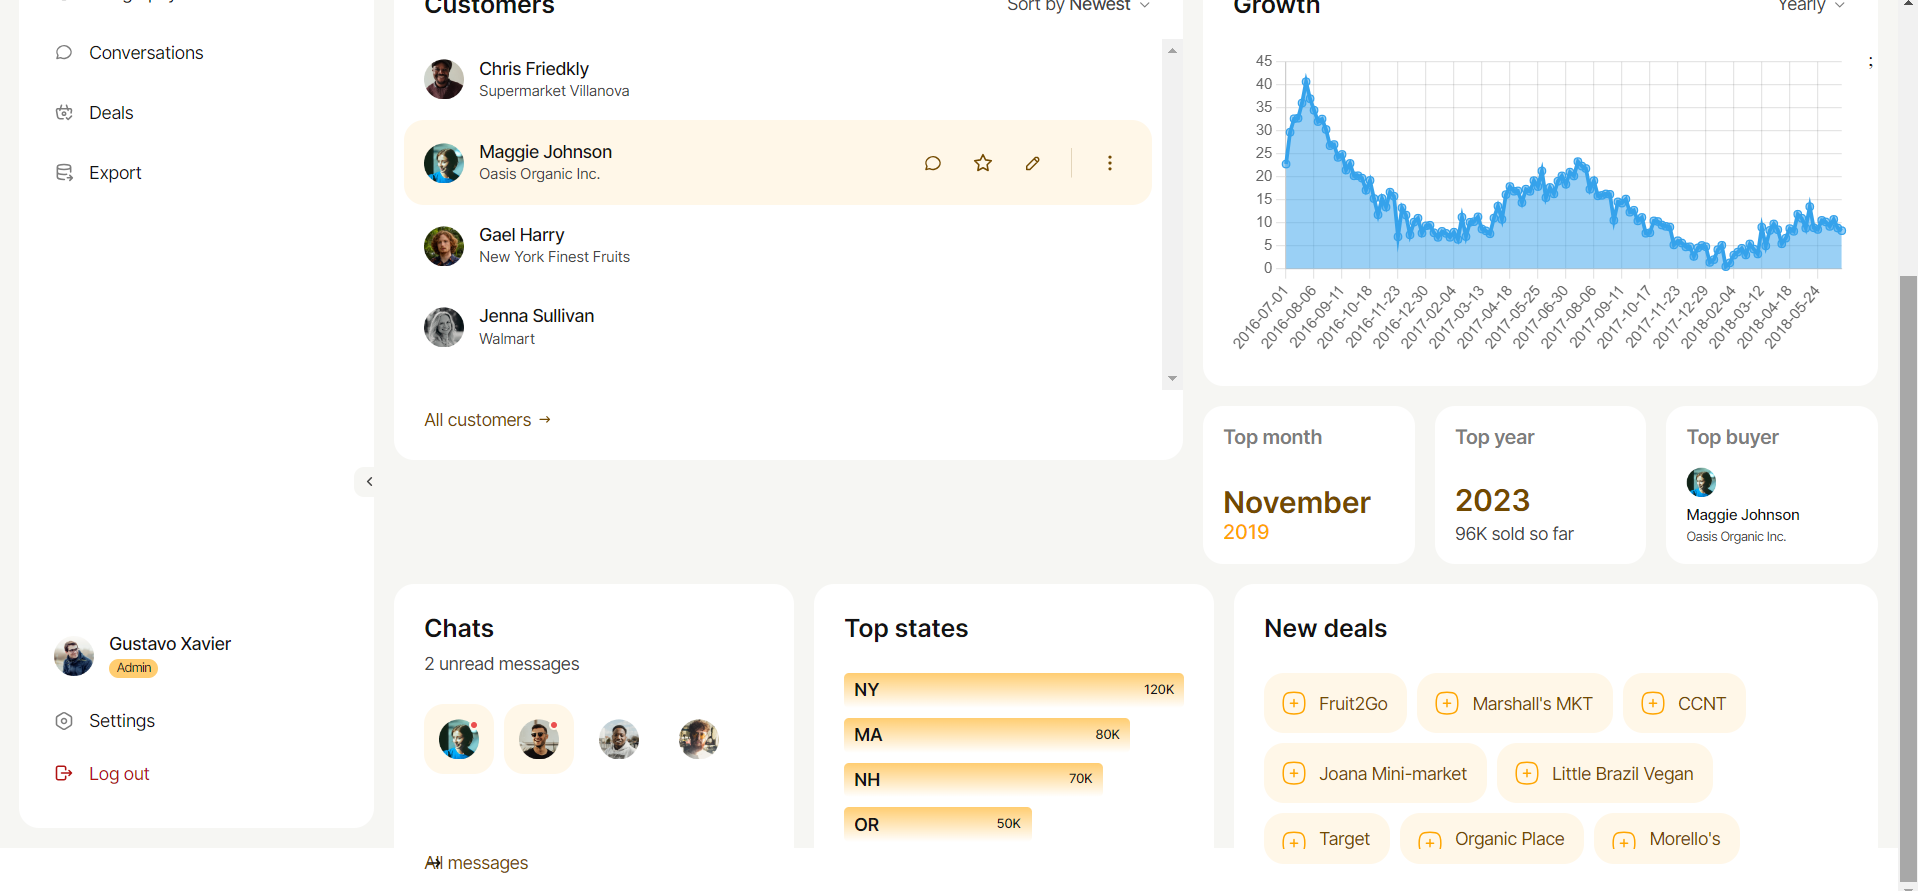 Conversations
Deals
Export
Gustavo Xavier
Admin
Settings
Log out
Customers
Sort by Newest
Chris Friedkly
Supermarket Villanova
Maggie Johnson
Oasis Organic Inc.
Gael Harry
New York Finest Fruits
Jenna Sullivan
Walmart
All customers →
Growth
Yearly
;
45
40
35
30
25
20
15
10
5
0
2016-07-01
2016-08-06
2016-09-11
2016-10-18
2016-11-23
2016-12-30
2017-02-04
2017-03-13
2017-04-18
2017-05-25
2017-06-30
2017-08-06
2017-09-11
2017-10-17
2017-11-23
2017-12-29
2018-02-04
2018-03-12
2018-04-18
2018-05-24
Top month
November
2019
Top year
2023
96K sold so far
Top buyer
Maggie Johnson
Oasis Organic Inc.
Chats
2 unread messages
All messages
Top states
NY 120K
MA 80K
NH 70K
OR 50K
New deals
Fruit2Go
Marshall's MKT
CCNT
Joana Mini-market
Little Brazil Vegan
Target
Organic Place
Morello's